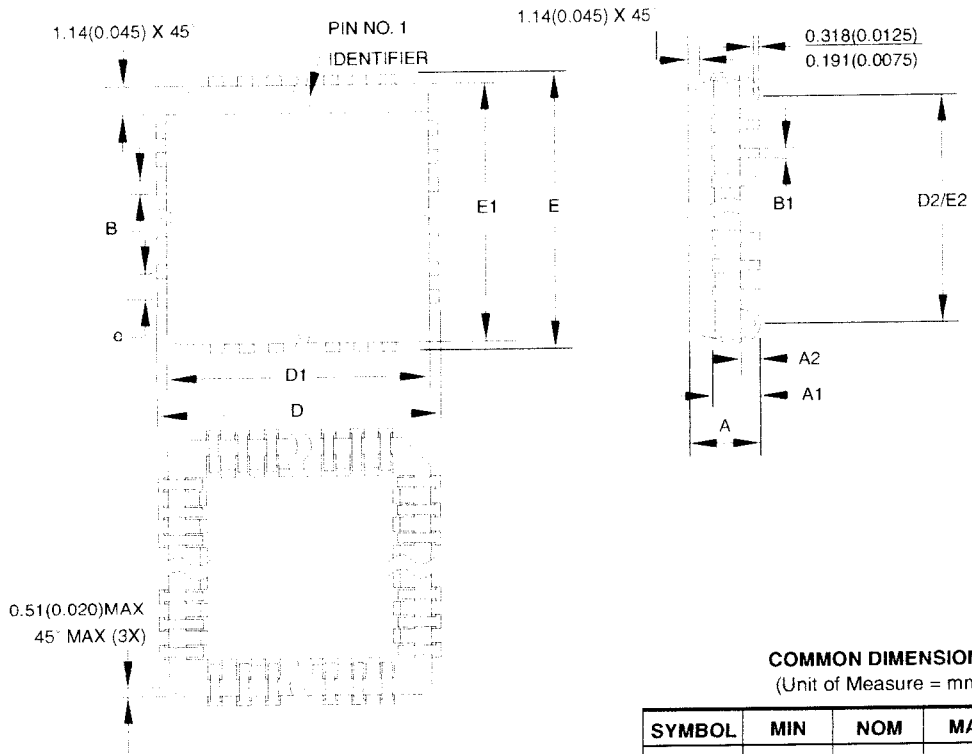 1.14(0.045) X 45°
PIN NO. 1
IDENTIFIER
1.14(0.045) X 45°
0.318(0.0125)
0.191(0.0075)
B
e
E1
E
B1
D2/E2
A2
A1
A
D1
D
0.51(0.020)MAX
45° MAX (3X)
COMMON DIMENSION
(Unit of Measure = mm
SYMBOL MIN NOM MA